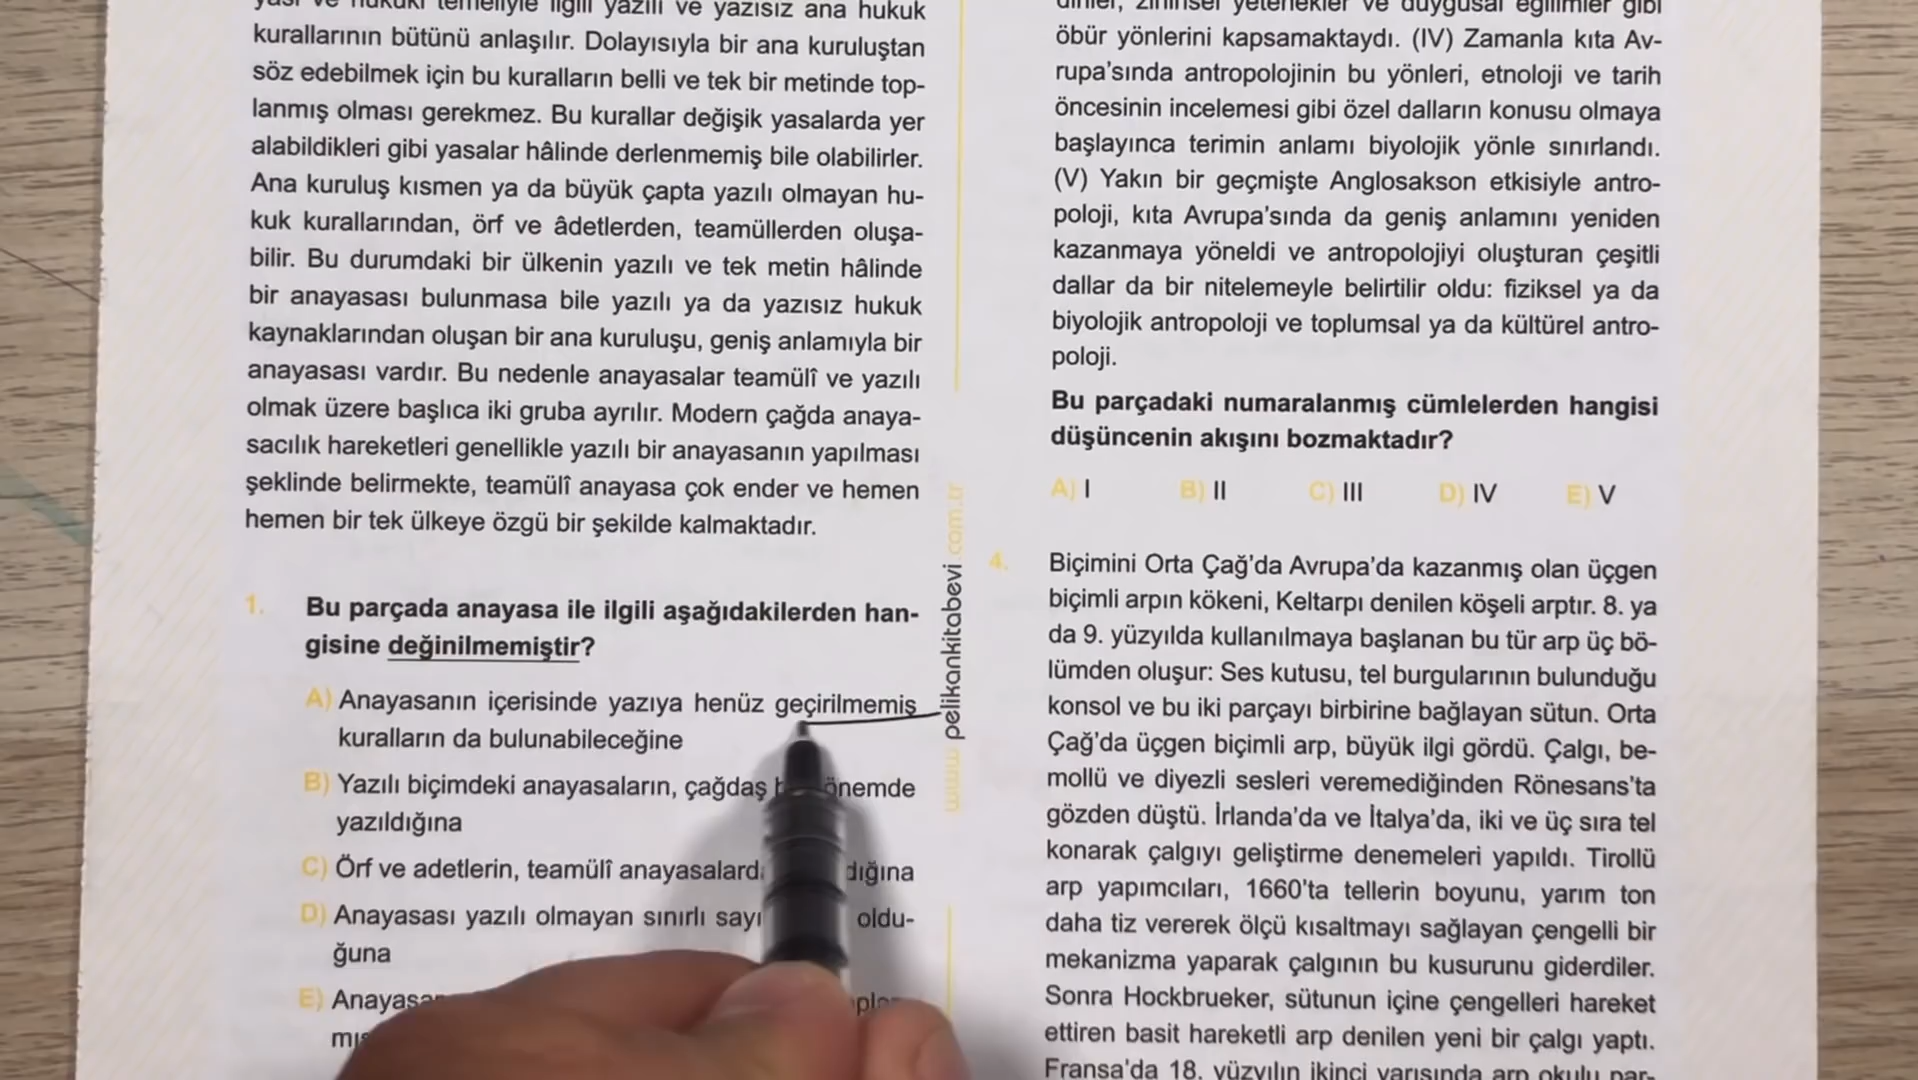 yası ve hukuki temeliyle ilgili yazılı ve yazısız ana hukuk
kurallarının bütünü anlaşılır. Dolayısıyla bir ana kuruluştan
söz edebilmek için bu kuralların belli ve tek bir metinde top-
lanmış olması gerekmez. Bu kurallar değişik yasalarda yer
alabildikleri gibi yasalar hâlinde derlenmemiş bile olabilirler.
Ana kuruluş kısmen ya da büyük çapta yazılı olmayan hu-
kuk kurallarından, örf ve âdetlerden, teamüllerden oluşa-
bilir. Bu durumdaki bir ülkenin yazılı ve tek metin hâlinde
bir anayasası bulunmasa bile yazılı ya da yazısız hukuk
kaynaklarından oluşan bir ana kuruluşu, geniş anlamıyla bir
anayasası vardır. Bu nedenle anayasalar teamülî ve yazılı
olmak üzere başlıca iki gruba ayrılır. Modern çağda anaya-
sacılık hareketleri genellikle yazılı bir anayasanın yapılması
şeklinde belirmekte, teamülî anayasa çok ender ve hemen
hemen bir tek ülkeye özgü bir şekilde kalmaktadır.
1. Bu parçada anayasa ile ilgili aşağıdakilerden han-
gisine değinilmemiştir?
A) Anayasanın içerisinde yazıya henüz geçirilmemiş
kuralların da bulunabileceğine
B) Yazılı biçimdeki anayasaların, çağdaş önemde
yazıldığına
C) Örf ve adetlerin, teamülî anayasalard dığına
D) Anayasası yazılı olmayan sınırlı sayı oldu-
ğuna
E) Anayasa
www.pelikankitabevi.com.tr
dinler, zihinsel yetenekler ve duygusal eğilimler gibi
öbür yönlerini kapsamaktaydı. (IV) Zamanla kıta Av-
rupa'sında antropolojinin bu yönleri, etnoloji ve tarih
öncesinin incelemesi gibi özel dalların konusu olmaya
başlayınca terimin anlamı biyolojik yönle sınırlandı.
(V) Yakın bir geçmişte Anglosakson etkisiyle antro-
poloji, kıta Avrupa'sında da geniş anlamını yeniden
kazanmaya yöneldi ve antropolojiyi oluşturan çeşitli
dallar da bir nitelemeyle belirtilir oldu: fiziksel ya da
biyolojik antropoloji ve toplumsal ya da kültürel antro-
poloji.
Bu parçadaki numaralanmış cümlelerden hangisi
düşüncenin akışını bozmaktadır?
A) I B) II C) III D) IV E) V
4. Biçimini Orta Çağ'da Avrupa'da kazanmış olan üçgen
biçimli arpın kökeni, Keltarpı denilen köşeli arptır. 8. ya
da 9. yüzyılda kullanılmaya başlanan bu tür arp üç bö-
lümden oluşur: Ses kutusu, tel burgularının bulunduğu
konsol ve bu iki parçayı birbirine bağlayan sütun. Orta
Çağ'da üçgen biçimli arp, büyük ilgi gördü. Çalgı, be-
mollü ve diyezli sesleri veremediğinden Rönesans'ta
gözden düştü. İrlanda'da ve İtalya'da, iki ve üç sıra tel
konarak çalgıyı geliştirme denemeleri yapıldı. Tirollü
arp yapımcıları, 1660'ta tellerin boyunu, yarım ton
daha tiz vererek ölçü kısaltmayı sağlayan çengelli bir
mekanizma yaparak çalgının bu kusurunu giderdiler.
Sonra Hockbrueker, sütunun içine çengelleri hareket
ettiren basit hareketli arp denilen yeni bir çalgı yaptı.
Fransa'da 18. yüzyılın ikinci yarısında arp okulu par-